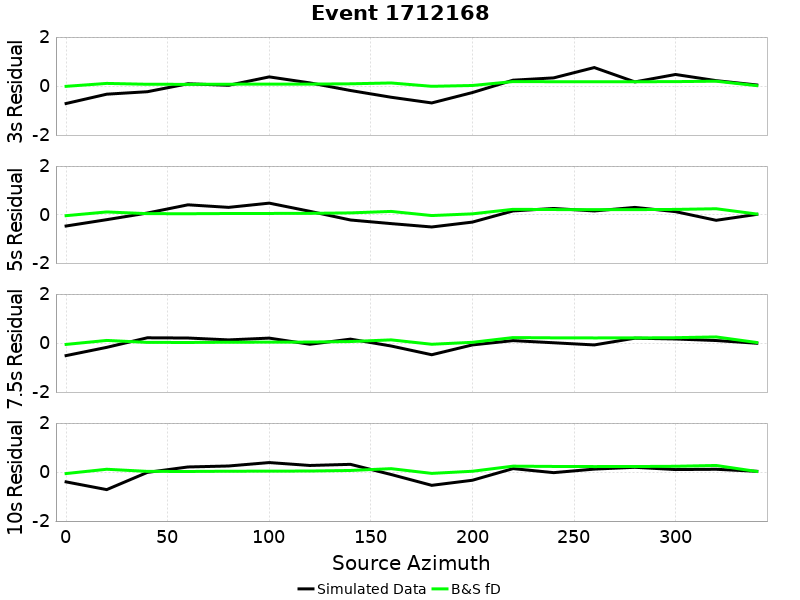 Event 1712168
3s Residual
2
0
-2
5s Residual
2
0
-2
7.5s Residual
2
0
-2
10s Residual
2
0
-2
0 50 100 150 200 250 300
Source Azimuth
Simulated Data B&S fD